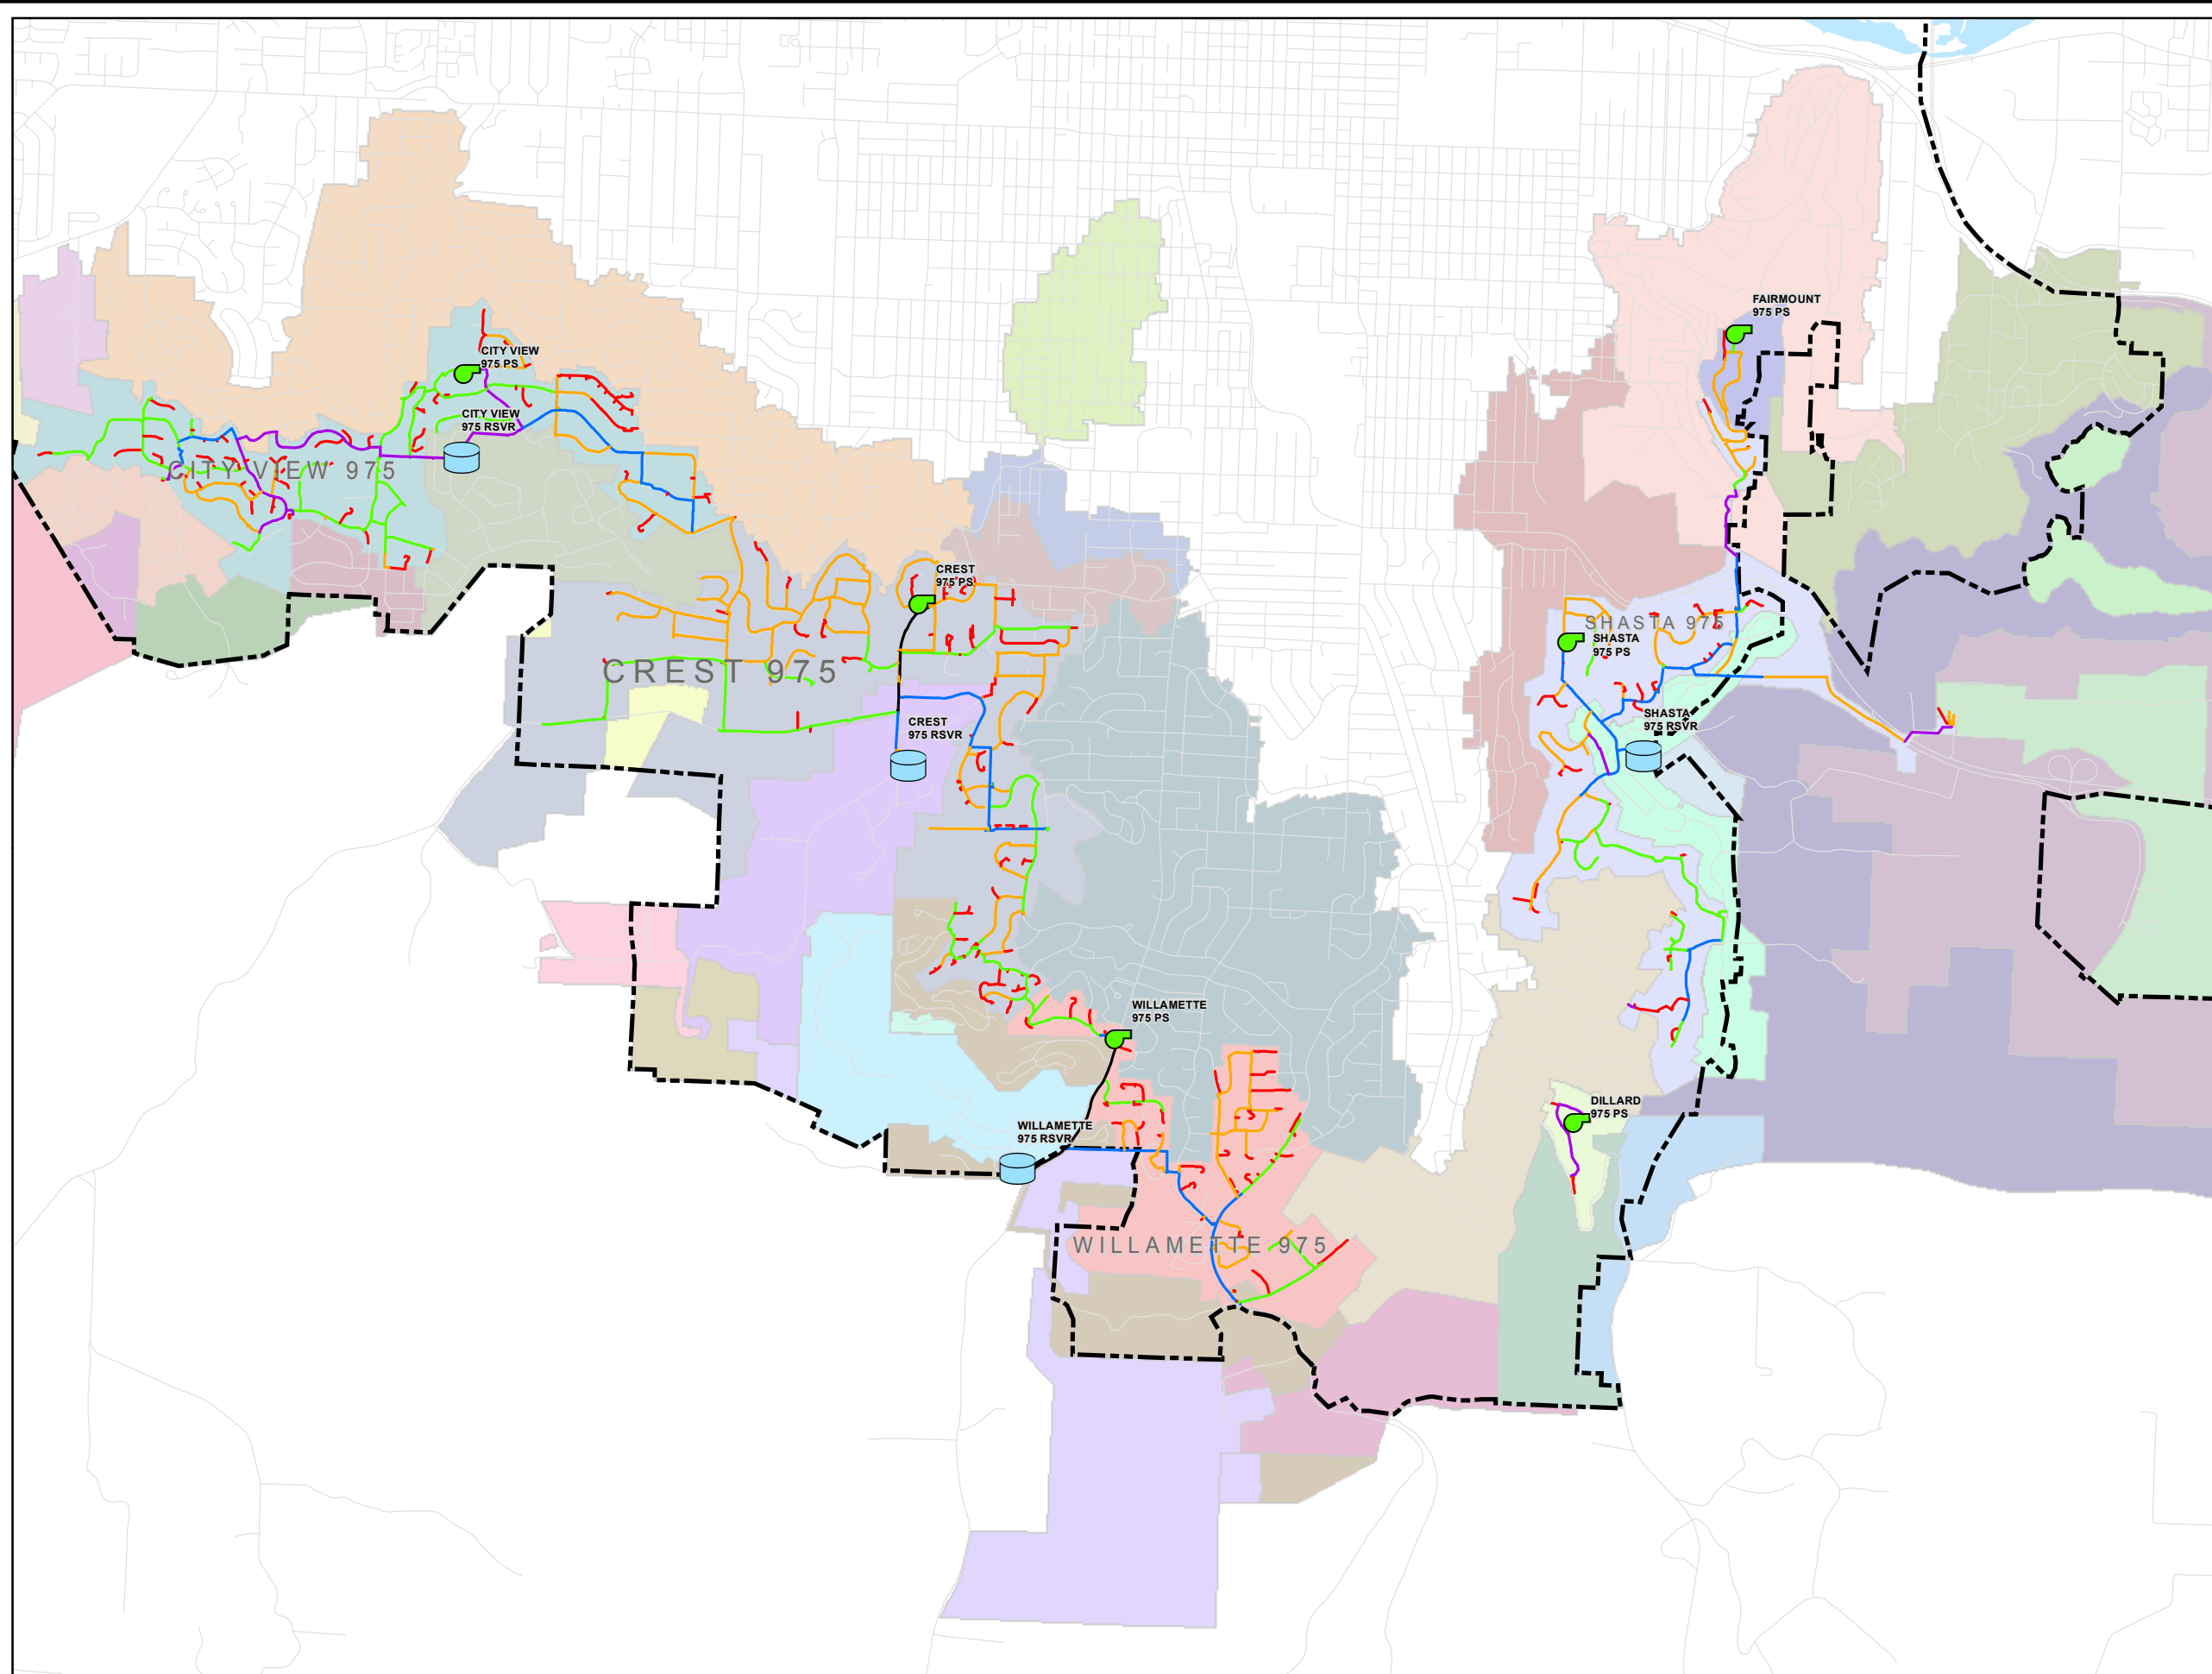 FAIRMOUNT
975 PS
CITY VIEW
975 PS
CITY VIEW
975 RSVR
CITY VIEW 975
CREST
975 PS
SHASTA 975
SHASTA
975 PS
CREST 975
CREST
975 RSVR
SHASTA
975 RSVR
WILLAMETTE
975 PS
DILLARD
975 PS
WILLAMETTE
975 RSVR
WILLAMETTE 975